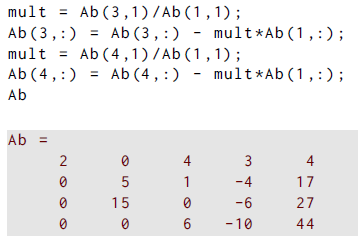 mult = Ab(3,1)/Ab(1,1);
Ab(3,:) = Ab(3,:) - mult*Ab(1,:);
mult = Ab(4,1)/Ab(1,1);
Ab(4,:) = Ab(4,:) - mult*Ab(1,:);
Ab
Ab =
2 0 4 3 4
0 5 1 -4 17
0 15 0 -6 27
0 0 6 -10 44